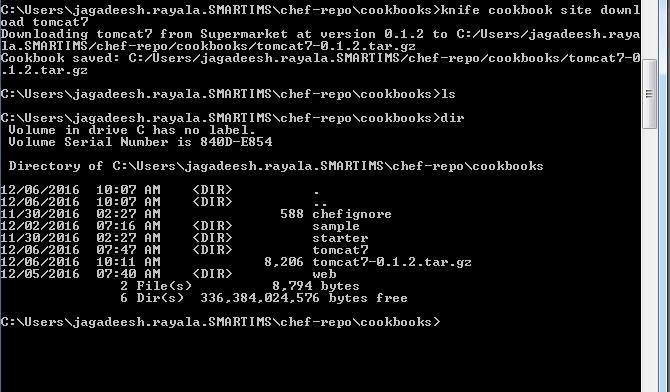 C:\Users\jagadeesh.rayala.SMARTIMS\chef-repo\cookbooks>knife cookbook site downl
oad tomcat7
Downloading tomcat7 from Supermarket at version 0.1.2 to C:/Users/jagadeesh.raya
la.SMARTIMS/chef-repo/cookbooks/tomcat7-0.1.2.tar.gz
Cookbook saved: C:/Users/jagadeesh.rayala.SMARTIMS/chef-repo/cookbooks/tomcat7-0
.1.2.tar.gz
C:\Users\jagadeesh.rayala.SMARTIMS\chef-repo\cookbooks>ls
C:\Users\jagadeesh.rayala.SMARTIMS\chef-repo\cookbooks>dir
Volume in drive C has no label.
Volume Serial Number is 840D-E854
Directory of C:\Users\jagadeesh.rayala.SMARTIMS\chef-repo\cookbooks
12/06/2016  10:07 AM    <DIR>          .
12/06/2016  10:07 AM    <DIR>          ..
11/30/2016  02:27 AM               588 chefignore
12/02/2016  07:16 AM    <DIR>          sample
11/30/2016  02:27 AM    <DIR>          starter
12/06/2016  07:47 AM    <DIR>          tomcat7
12/06/2016  10:11 AM             8,206 tomcat7-0.1.2.tar.gz
12/05/2016  07:40 AM    <DIR>          web
2 File(s)          8,794 bytes
6 Dir(s)  336,384,024,576 bytes free
C:\Users\jagadeesh.rayala.SMARTIMS\chef-repo\cookbooks>